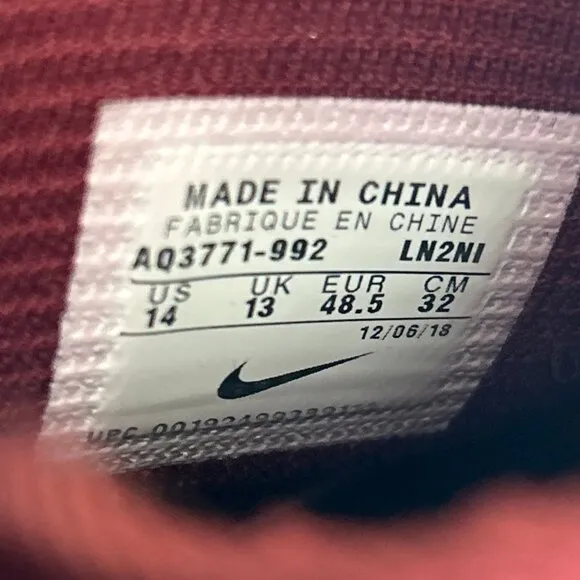 MADE IN CHINA
FABRIQUE EN CHINE
AQ3771-992 LN2NI
US UK EUR CM
14 13 48.5 32
12/06/18
UPC